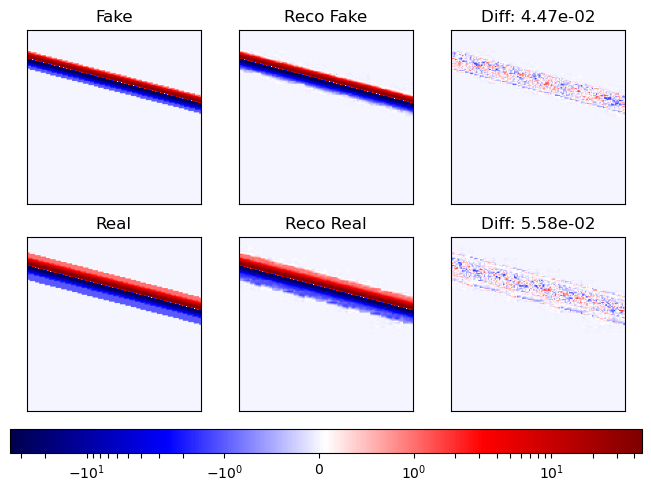 Fake Reco Fake Diff: 4.47e-02
Real Reco Real Diff: 5.58e-02
−10¹ −10⁰ 0 10⁰ 10¹